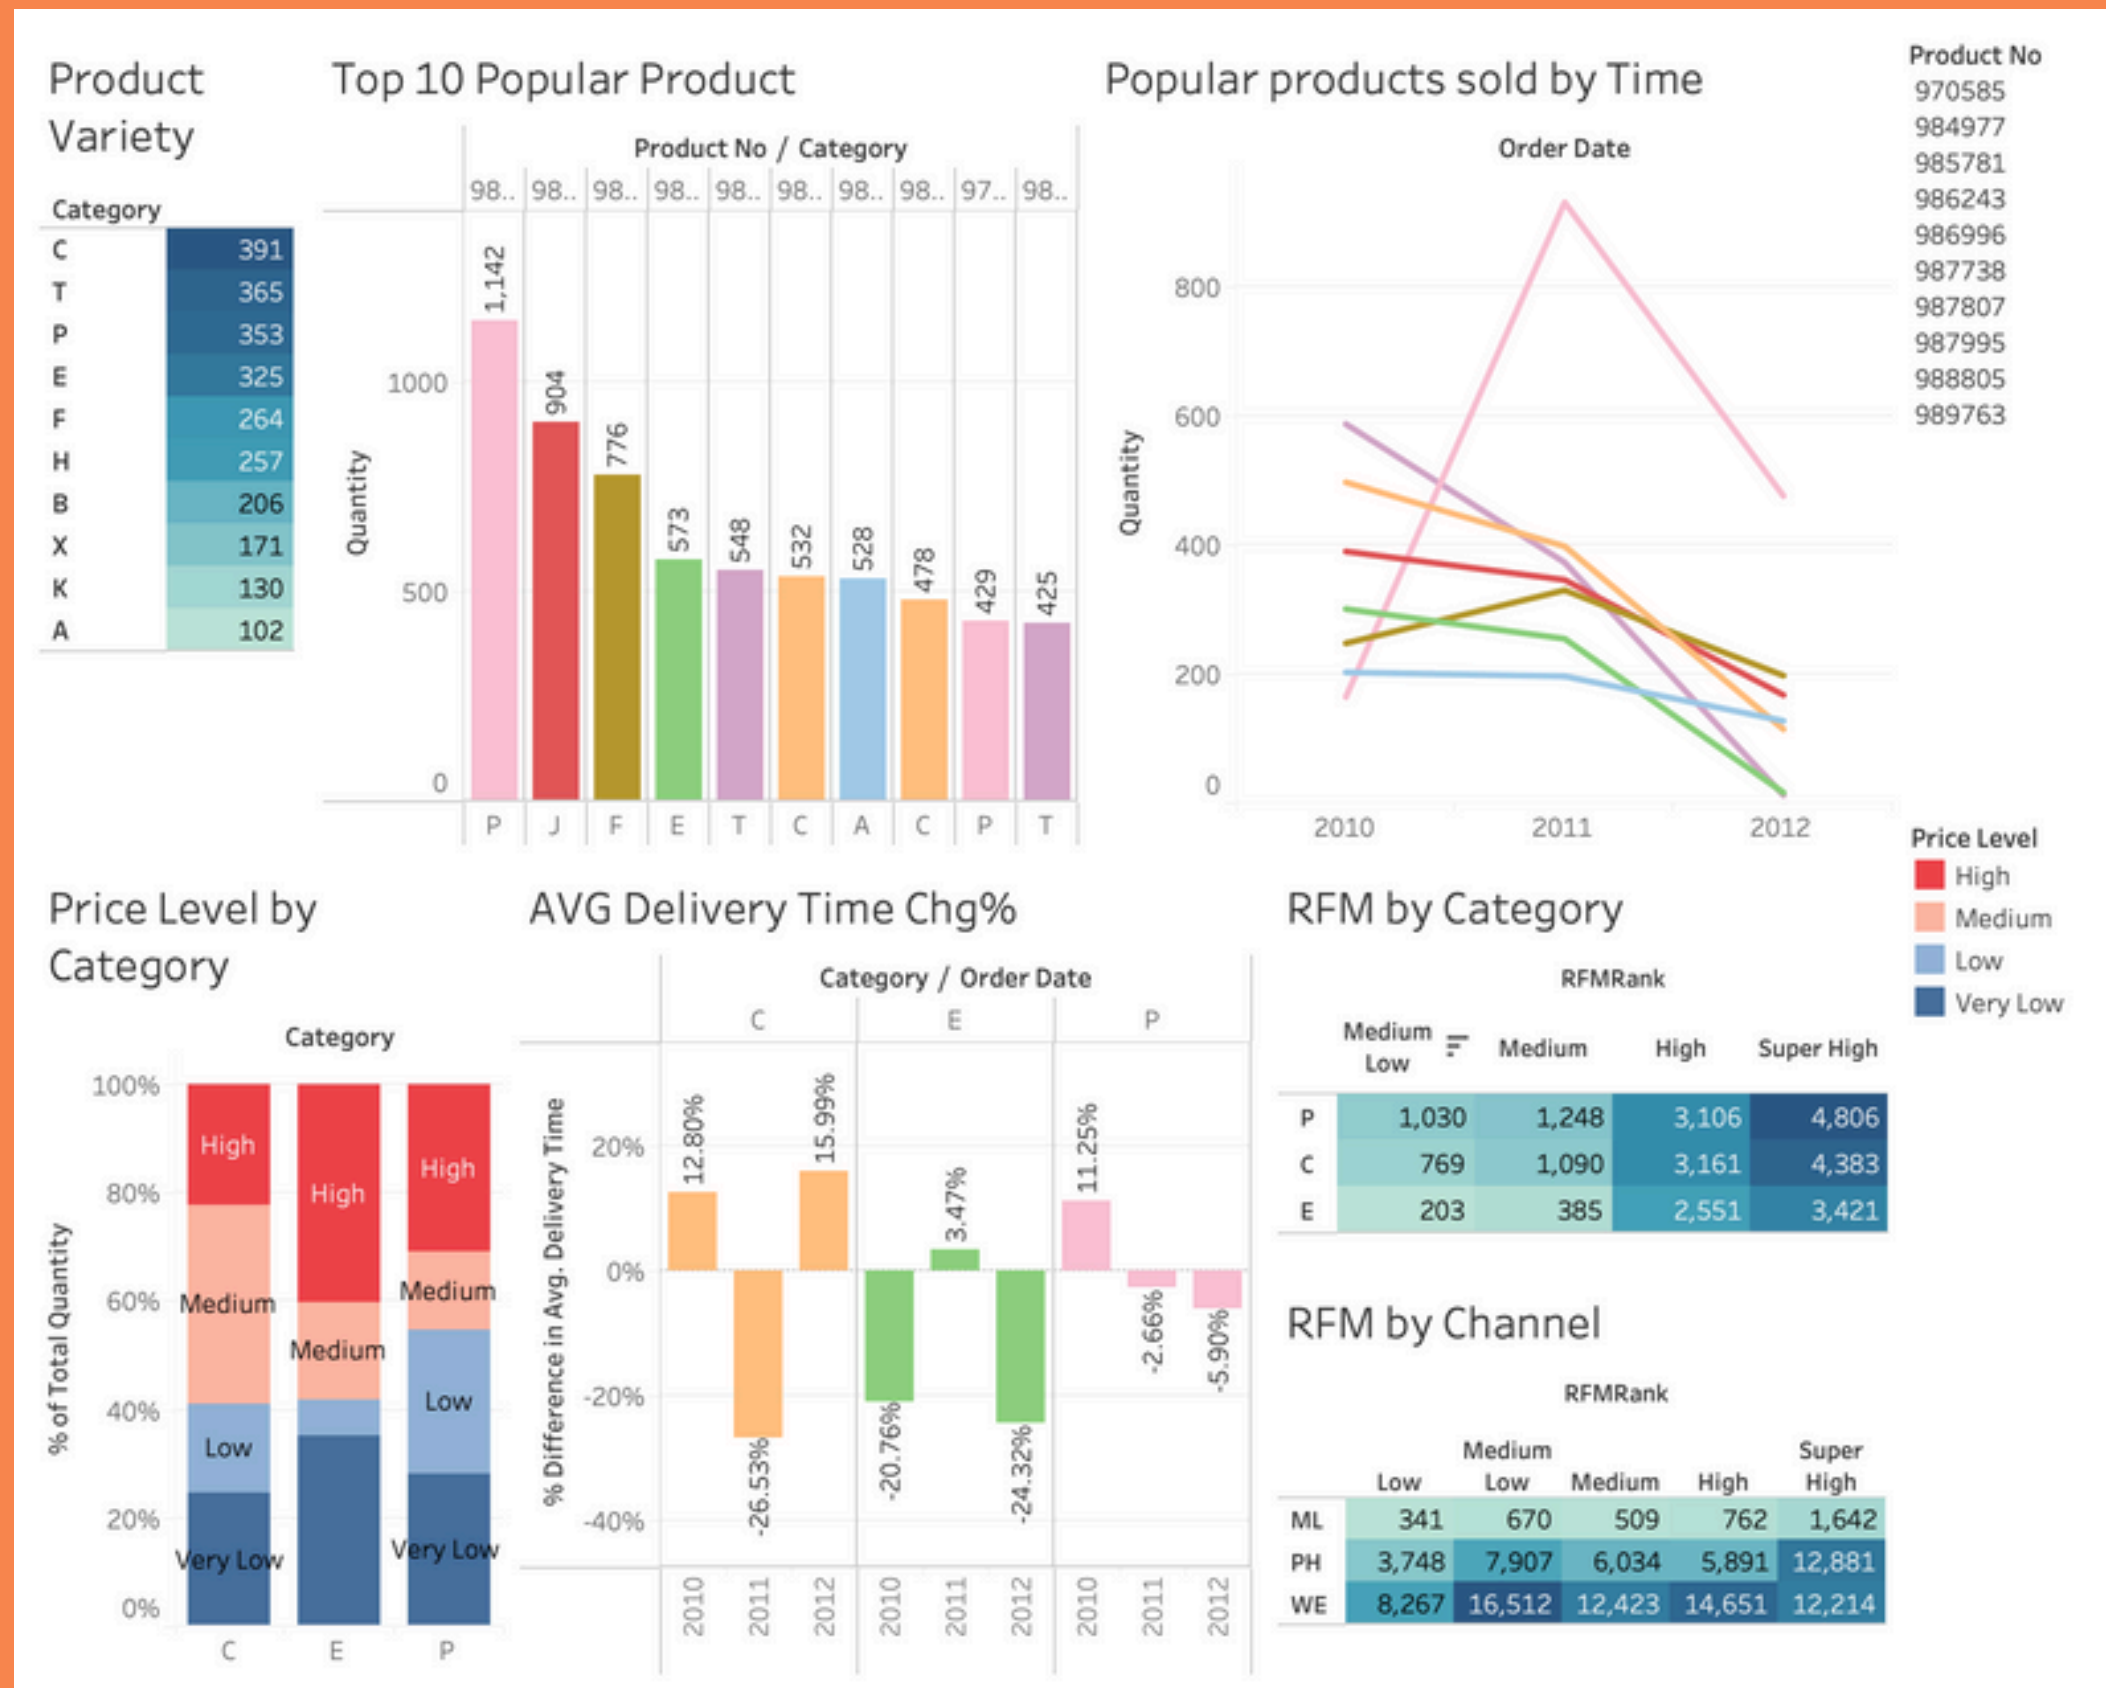 Product
Variety
Category
C 391
T 365
P 353
E 325
F 264
H 257
B 206
X 171
K 130
A 102
Top 10 Popular Product
Product No / Category
98.. 98.. 98.. 98.. 98.. 98.. 98.. 98.. 97.. 98..
Quantity
1000
500
0
1,142
904
776
573
548
532
528
478
429
425
P J F E T C A C P T
Popular products sold by Time
Order Date
Quantity
800
600
400
200
0
2010 2011 2012
Product No
970585
984977
985781
986243
986996
987738
987807
987995
988805
989763
Price Level
High
Medium
Low
Very Low
Price Level by
Category
Category
% of Total Quantity
100%
80%
60%
40%
20%
0%
High
Medium
Low
Very Low
High
Medium
High
Medium
Low
Very Low
C E P
AVG Delivery Time Chg%
Category / Order Date
C E P
% Difference in Avg. Delivery Time
20%
0%
-20%
-40%
12.80%
-26.53%
15.99%
-20.76%
3.47%
-24.32%
11.25%
-2.66%
-5.90%
2010 2011 2012 2010 2011 2012 2010 2011 2012
RFM by Category
RFMRank
Medium
Low Medium High Super High
P 1,030 1,248 3,106 4,806
C 769 1,090 3,161 4,383
E 203 385 2,551 3,421
RFM by Channel
RFMRank
Medium Super
Low Low Medium High High
ML 341 670 509 762 1,642
PH 3,748 7,907 6,034 5,891 12,881
WE 8,267 16,512 12,423 14,651 12,214